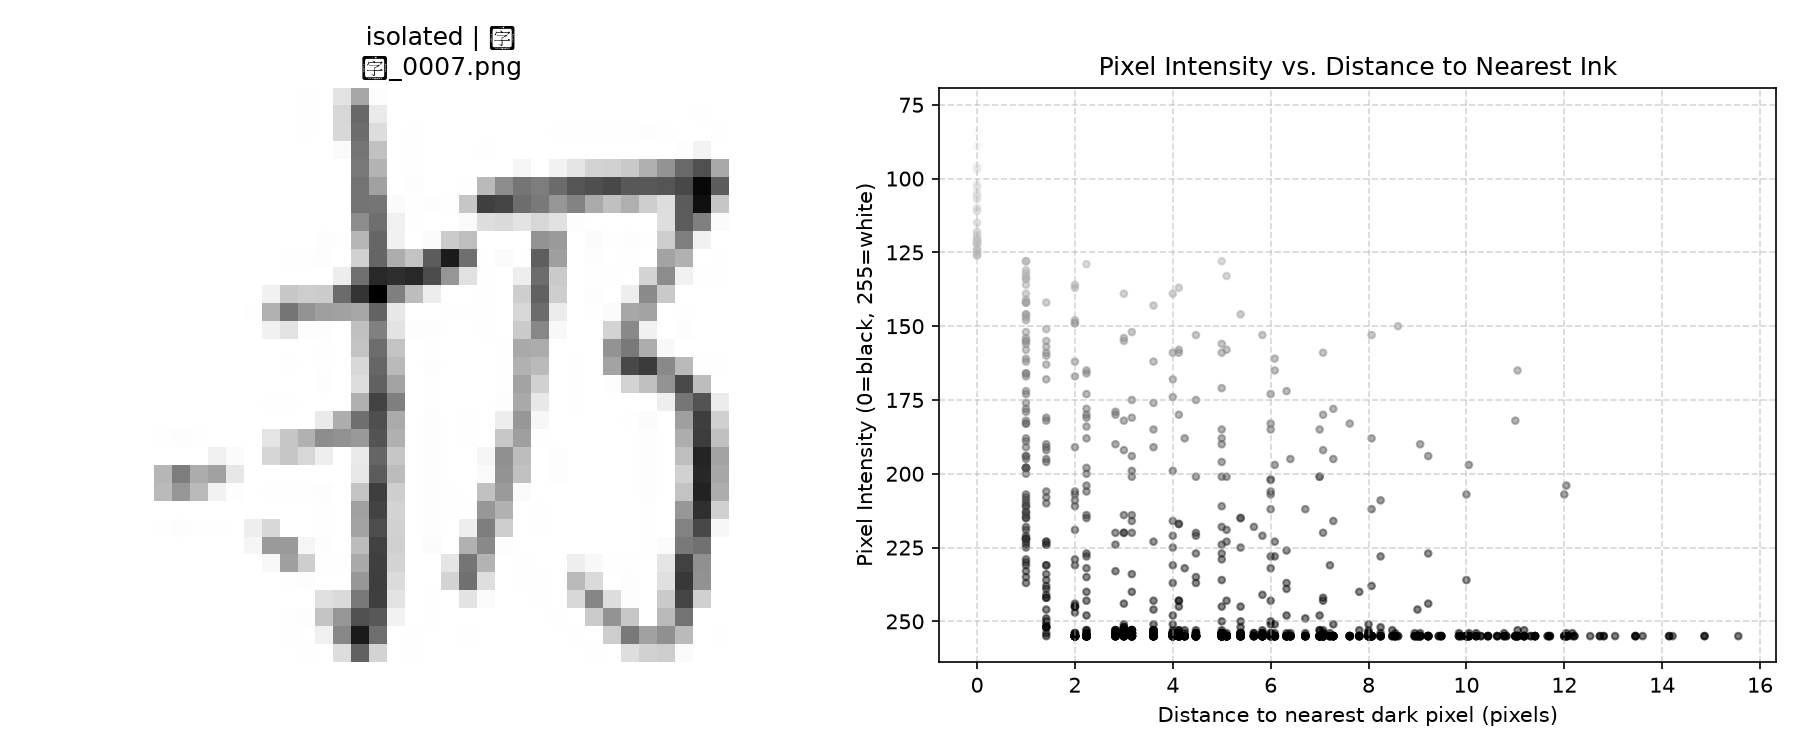 isolated |
_0007.png
扔
Pixel Intensity vs. Distance to Nearest Ink
Pixel Intensity (0=black, 255=white)
75
100
125
150
175
200
225
250
0 2 4 6 8 10 12 14 16
Distance to nearest dark pixel (pixels)